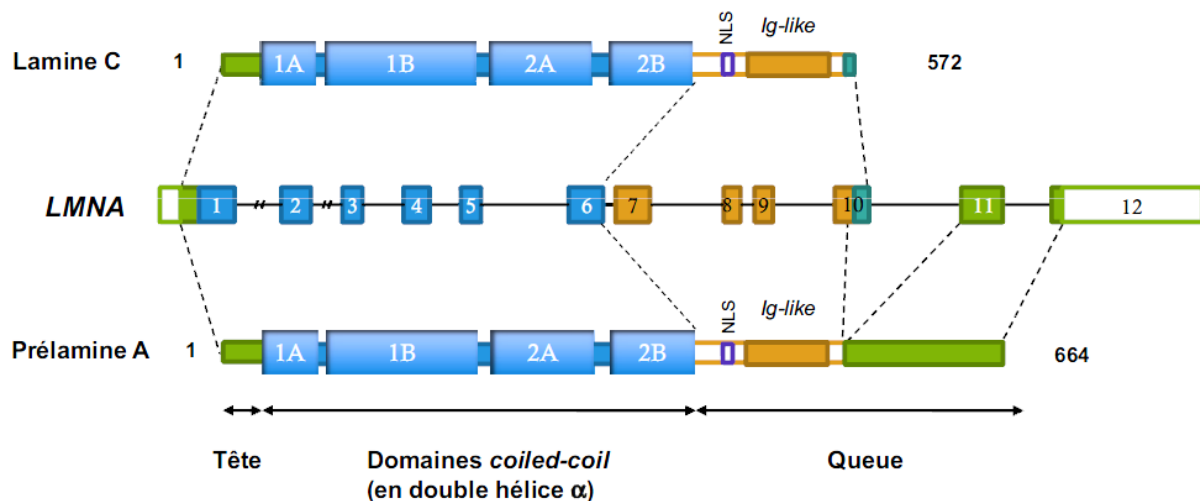 NLS
Ig-like
Lamine C 1 1A 1B 2A 2B 572
LMNA 1 2 3 4 5 6 7 8 9 10 11 12
NLS
Ig-like
Prélamine A 1 1A 1B 2A 2B 664
Tête Domaines coiled-coil Queue
(en double hélice α)